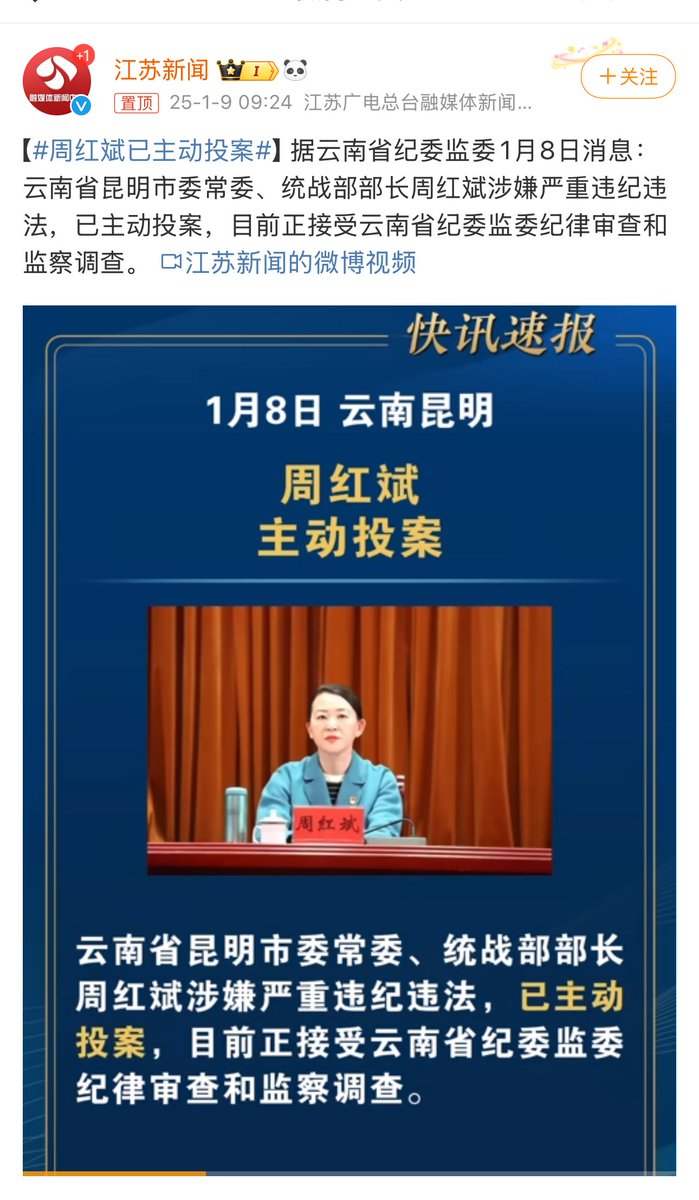 +1
融媒体新闻中心
江苏新闻
I
+关注
置顶 25-1-9 09:24 江苏广电总台融媒体新闻...
【#周红斌已主动投案#】据云南省纪委监委1月8日消息：
云南省昆明市委常委、统战部部长周红斌涉嫌严重违纪违
法，已主动投案，目前正接受云南省纪委监委纪律审查和
监察调查。 江苏新闻的微博视频
快讯速报
1月8日 云南昆明
周红斌
主动投案
周红斌
云南省昆明市委常委、统战部部长
周红斌涉嫌严重违纪违法，已主动
投案，目前正接受云南省纪委监委
纪律审查和监察调查。